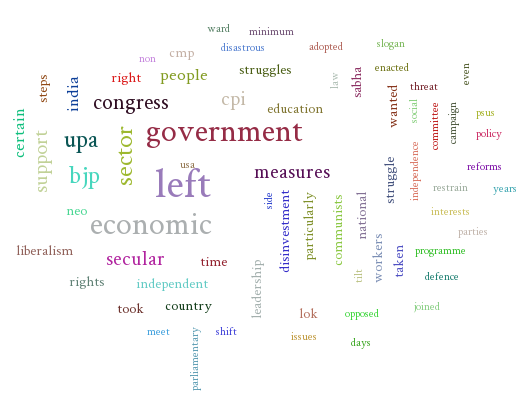 ward
minimum
disastrous
adopted
slogan
non
cmp
struggles
enacted
even
steps
india
right
people
law
sabha
threat
congress
cpi
education
wanted
social
committee
campaign
psus
certain
support
upa
sector
government
policy
usa
left
measures
struggle
independence
reforms
bjp
restrain
years
neo
economic
side
disinvestment
particularly
communists
national
interests
parties
liberalism
secular
time
workers
taken
programme
rights
independent
leadership
tilt
defence
took
country
lok
opposed
joined
meet
parliamentary
shift
issues
days